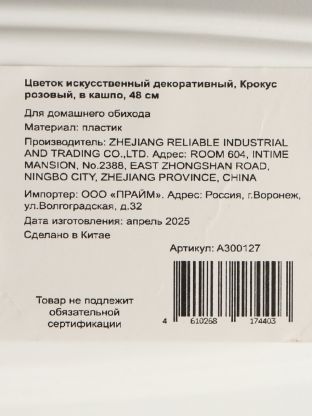 Цветок искусственный декоративный, Крокус
розовый, в кашпо, 48 см
Для домашнего обихода
Материал: пластик
Производитель: ZHEJIANG RELIABLE INDUSTRIAL
AND TRADING CO.,LTD. Адрес: ROOM 604, INTIME
MANSION, No.2388, EAST ZHONGSHAN ROAD,
NINGBO CITY, ZHEJIANG PROVINCE, CHINA
Импортер: ООО «ПРАЙМ». Адрес: Россия, г.Воронеж,
ул.Волгоградская, д.32
Дата изготовления: апрель 2025
Сделано в Китае
Артикул: A300127
Товар не подлежит
обязательной
сертификации
4 610268 174403